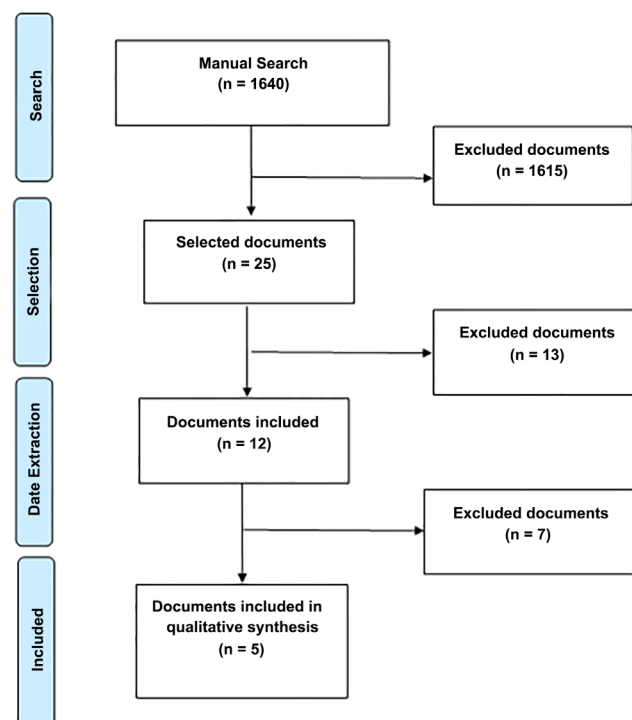 Search
Manual Search
(n = 1640)
Excluded documents
(n = 1615)
Selection
Selected documents
(n = 25)
Excluded documents
(n = 13)
Date Extraction
Documents included
(n = 12)
Excluded documents
(n = 7)
Included
Documents included in
qualitative synthesis
(n = 5)